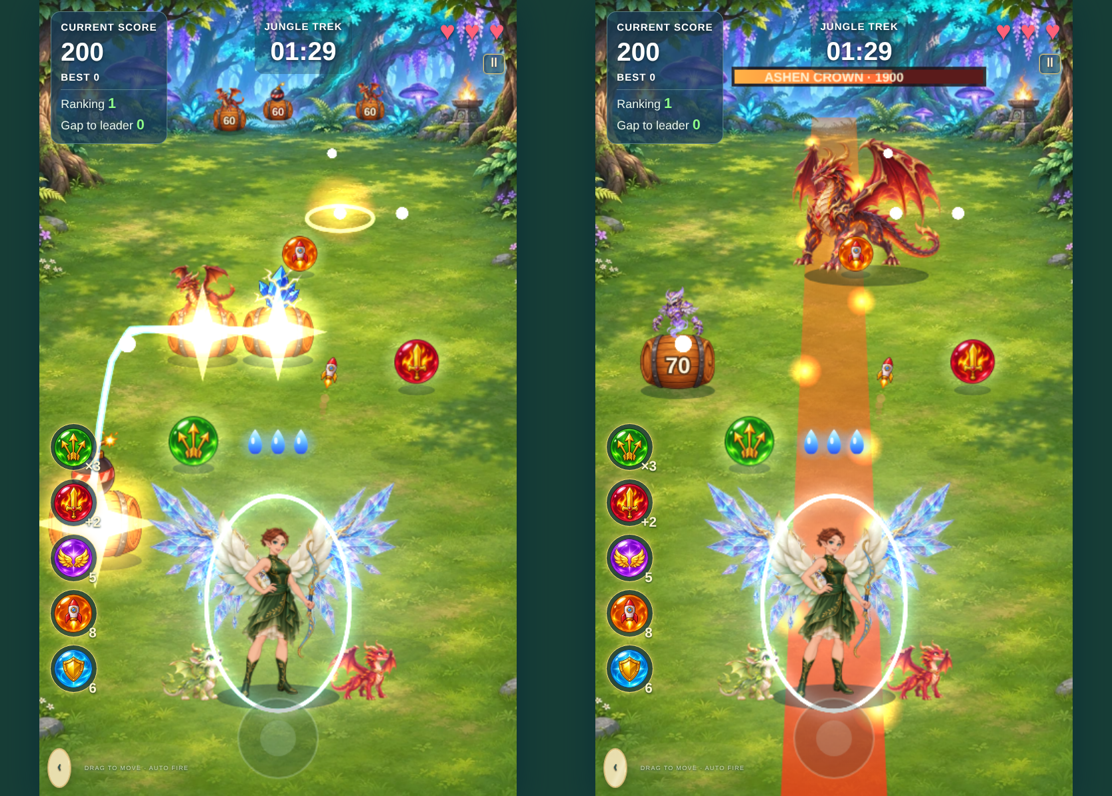 CURRENT SCORE
200
BEST 0
Ranking 1
Gap to leader 0
JUNGLE TREK
01:29
60
60
60
×3
+2
5
8
6
DRAG TO MOVE · AUTO FIRE
CURRENT SCORE
200
BEST 0
Ranking 1
Gap to leader 0
JUNGLE TREK
01:29
ASHEN CROWN · 1900
70
×3
+2
5
8
6
DRAG TO MOVE · AUTO FIRE